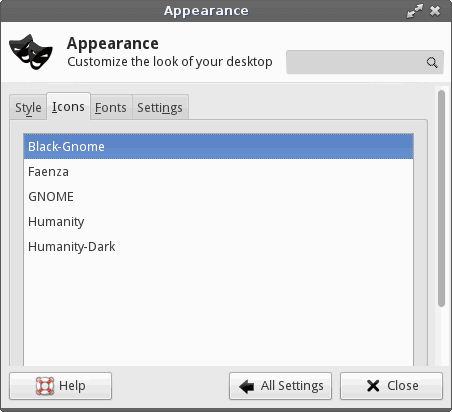 Appearance
Appearance
Customize the look of your desktop
Style Icons Fonts Settings
Black-Gnome
Faenza
GNOME
Humanity
Humanity-Dark
Help All Settings Close